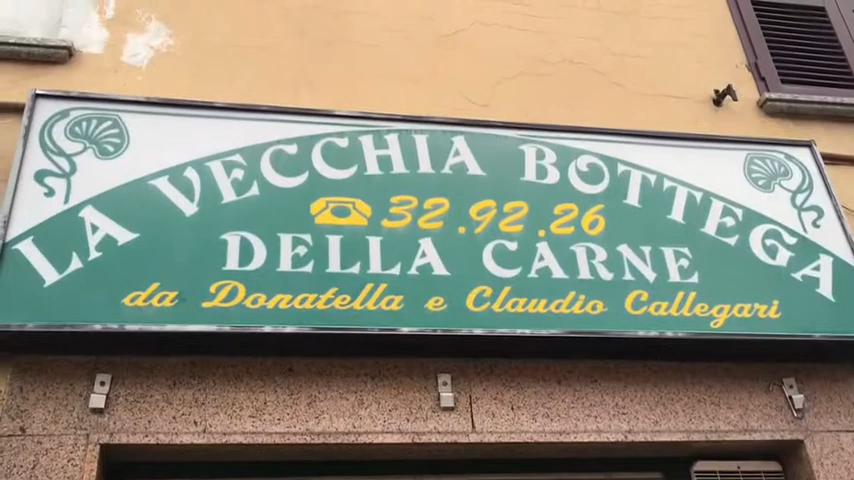 LA VECCHIA BOTTEGA
32.92.26
DELLA CARNE
da Donatella e Claudio Callegari